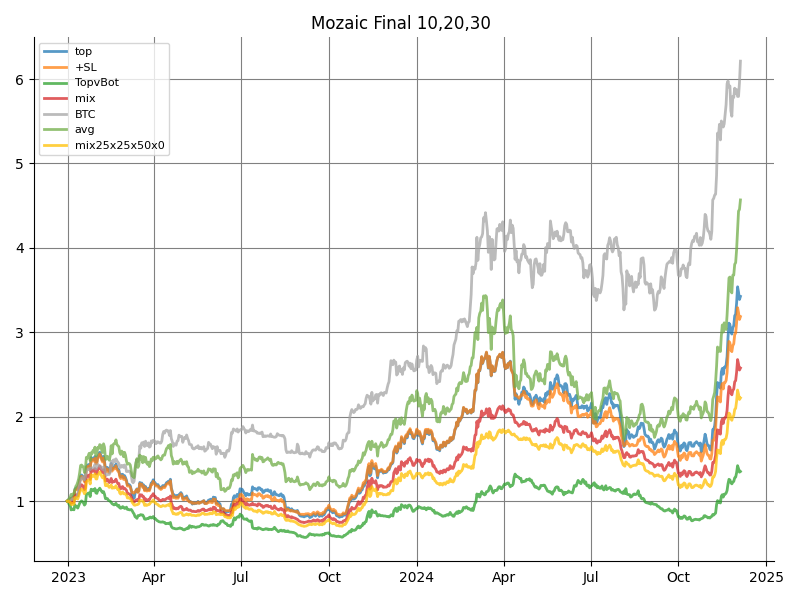 Mozaic Final 10,20,30
top
+SL
TopvBot
mix
BTC
avg
mix25x25x50x0
6
5
4
3
2
1
2023 Apr Jul Oct 2024 Apr Jul Oct 2025